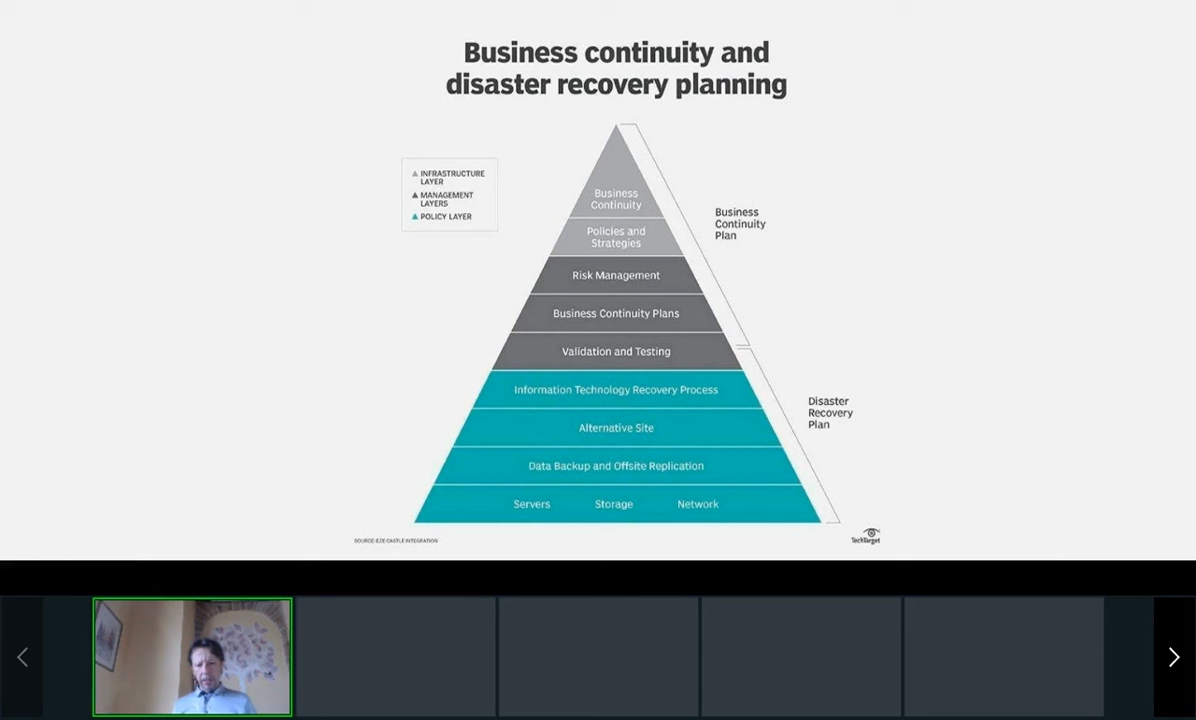 Business continuity and
disaster recovery planning
INFRASTRUCTURE
LAYER
MANAGEMENT
LAYERS
POLICY LAYER
Business
Continuity
Policies and
Strategies
Risk Management
Business Continuity Plans
Validation and Testing
Information Technology Recovery Process
Alternative Site
Data Backup and Offsite Replication
Servers Storage Network
Business
Continuity
Plan
Disaster
Recovery
Plan
SOURCE: EZE CASTLE INTEGRATION
TechTarget